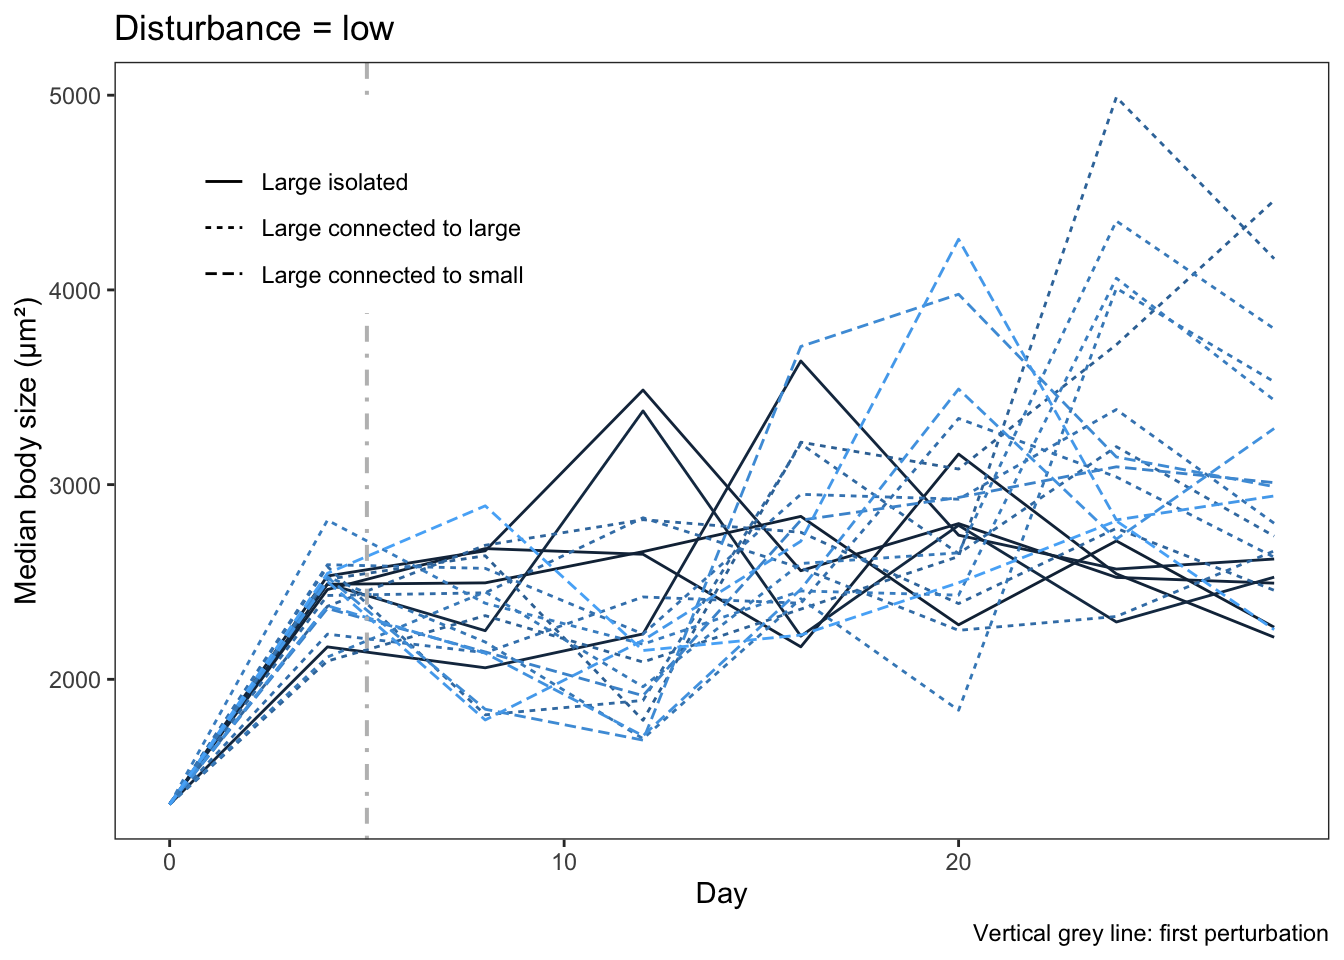 Disturbance = low
5000
4000
3000
2000
Median body size (µm²)
Large isolated
Large connected to large
Large connected to small
0
10
20
Day
Vertical grey line: first perturbation